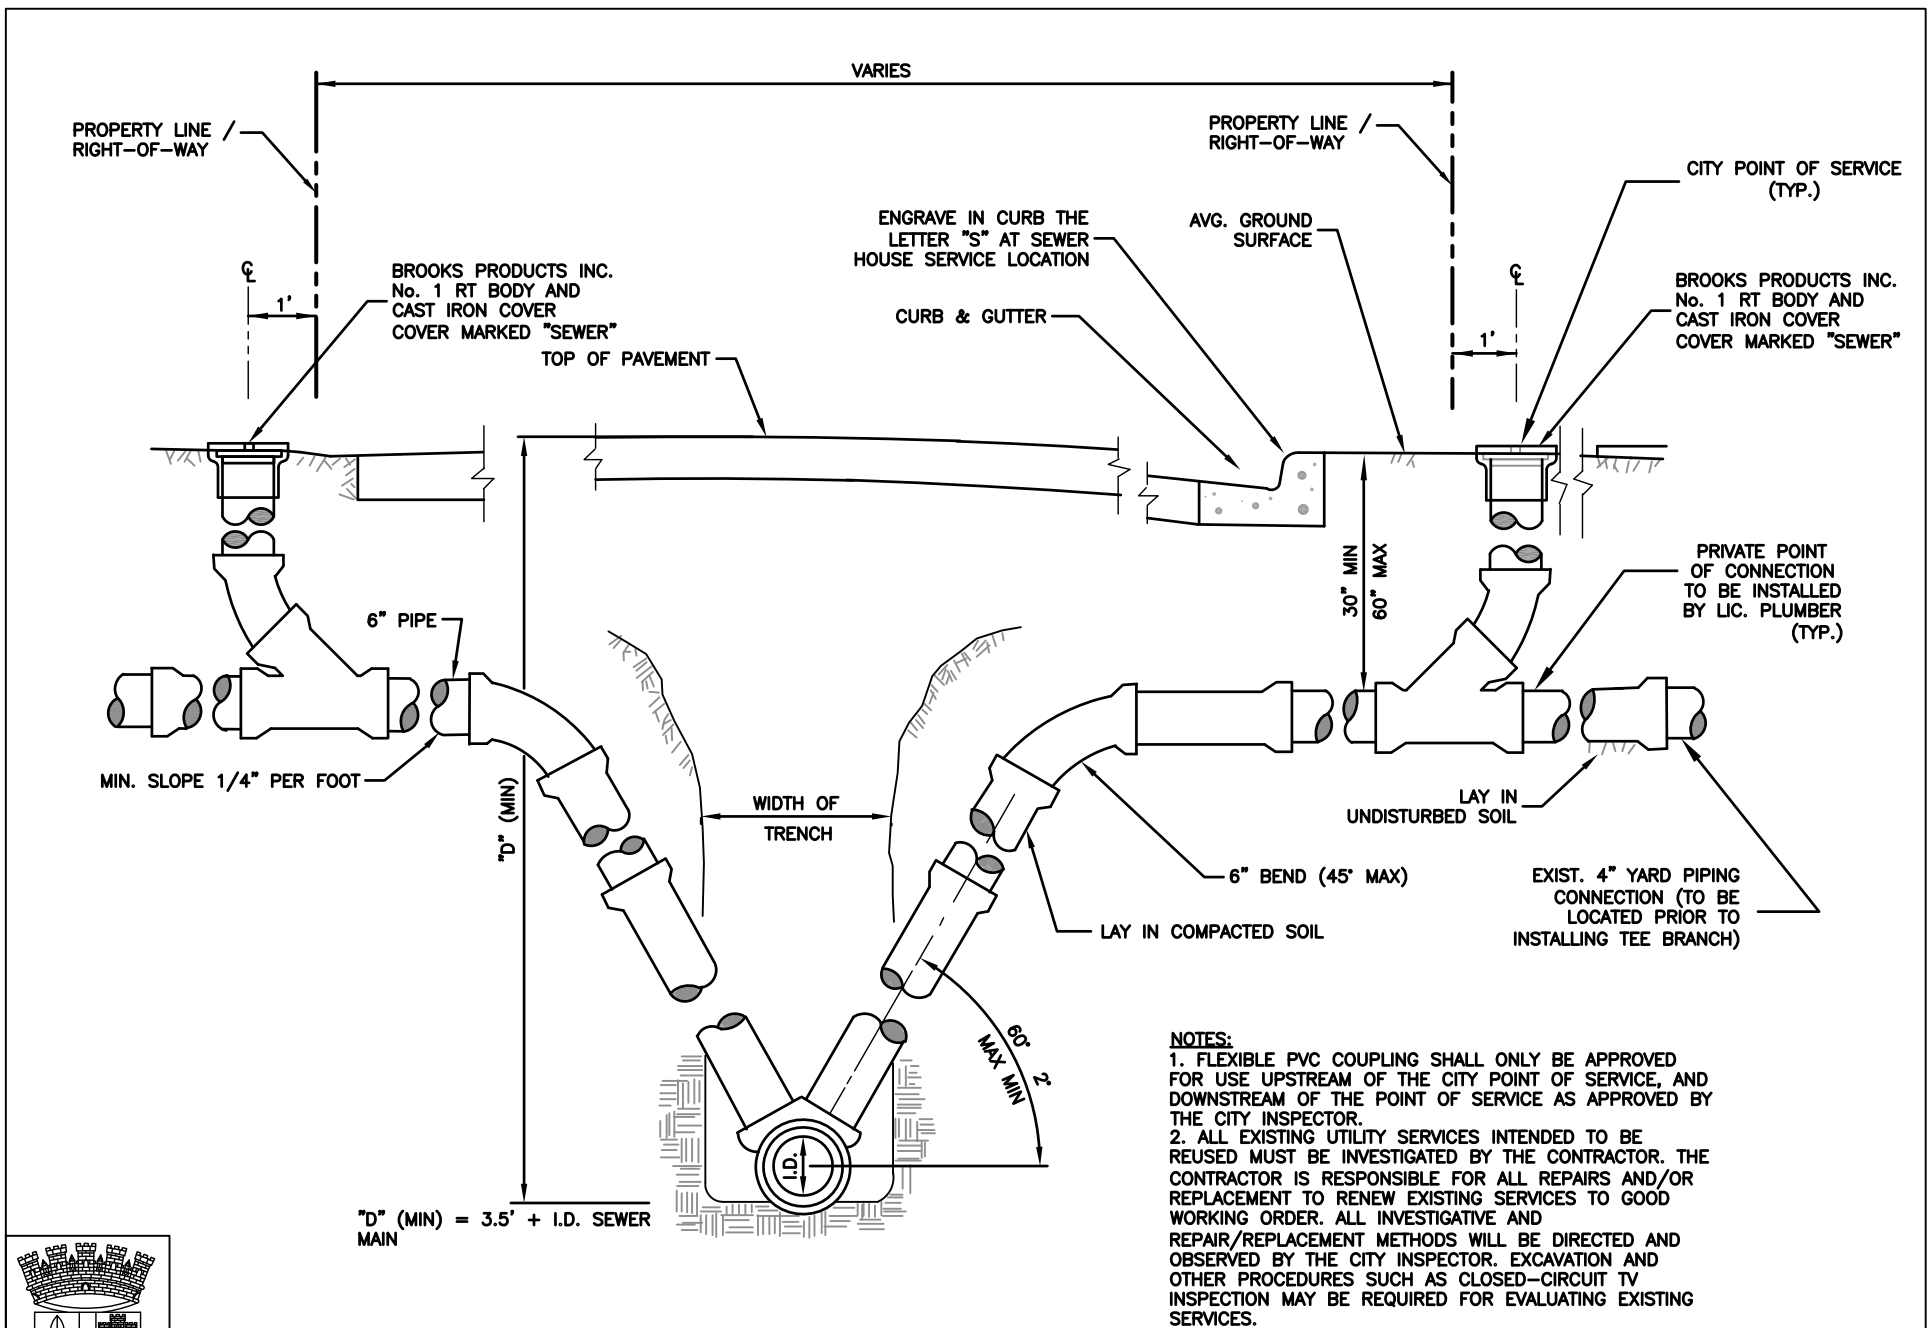 VARIES
PROPERTY LINE /
RIGHT-OF-WAY
PROPERTY LINE /
RIGHT-OF-WAY
CITY POINT OF SERVICE
(TYP.)
ENGRAVE IN CURB THE
LETTER "S" AT SEWER
HOUSE SERVICE LOCATION
AVG. GROUND
SURFACE
℄
1'
BROOKS PRODUCTS INC.
No. 1 RT BODY AND
CAST IRON COVER
COVER MARKED "SEWER"
CURB & GUTTER
℄
1'
BROOKS PRODUCTS INC.
No. 1 RT BODY AND
CAST IRON COVER
COVER MARKED "SEWER"
TOP OF PAVEMENT
30" MIN
60" MAX
PRIVATE POINT
OF CONNECTION
TO BE INSTALLED
BY LIC. PLUMBER
(TYP.)
6" PIPE
MIN. SLOPE 1/4" PER FOOT
"D" (MIN)
WIDTH OF
TRENCH
LAY IN
UNDISTURBED SOIL
6" BEND (45° MAX)
EXIST. 4" YARD PIPING
CONNECTION (TO BE
LOCATED PRIOR TO
INSTALLING TEE BRANCH)
LAY IN COMPACTED SOIL
60° 2°
MAX MIN
I.D.
"D" (MIN) = 3.5' + I.D. SEWER
MAIN
NOTES:
1. FLEXIBLE PVC COUPLING SHALL ONLY BE APPROVED
FOR USE UPSTREAM OF THE CITY POINT OF SERVICE, AND
DOWNSTREAM OF THE POINT OF SERVICE AS APPROVED BY
THE CITY INSPECTOR.
2. ALL EXISTING UTILITY SERVICES INTENDED TO BE
REUSED MUST BE INVESTIGATED BY THE CONTRACTOR. THE
CONTRACTOR IS RESPONSIBLE FOR ALL REPAIRS AND/OR
REPLACEMENT TO RENEW EXISTING SERVICES TO GOOD
WORKING ORDER. ALL INVESTIGATIVE AND
REPAIR/REPLACEMENT METHODS WILL BE DIRECTED AND
OBSERVED BY THE CITY INSPECTOR. EXCAVATION AND
OTHER PROCEDURES SUCH AS CLOSED-CIRCUIT TV
INSPECTION MAY BE REQUIRED FOR EVALUATING EXISTING
SERVICES.